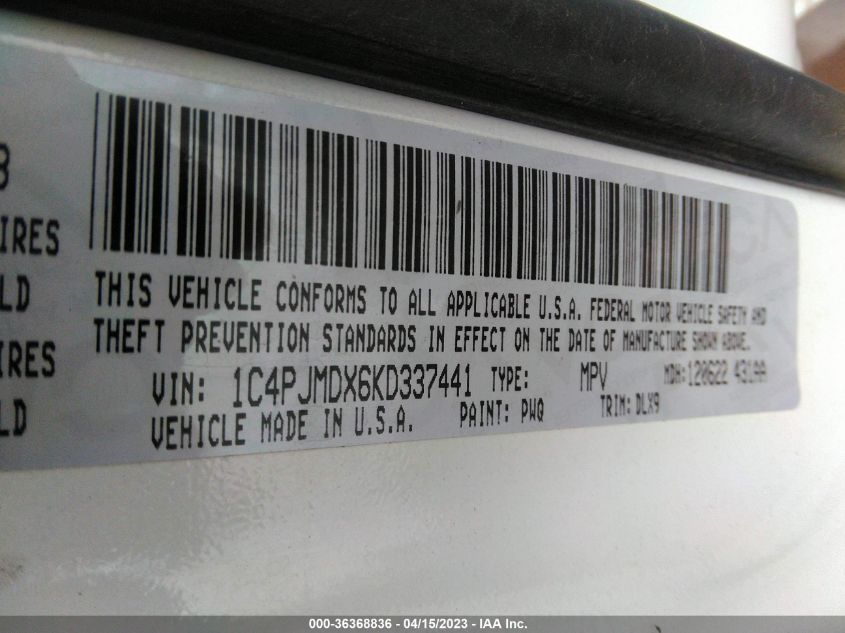 3
IRES
LD
IRES
LD
THIS VEHICLE CONFORMS TO ALL APPLICABLE U.S.A. FEDERAL MOTOR VEHICLE SAFETY AND
THEFT PREVENTION STANDARDS IN EFFECT ON THE DATE OF MANUFACTURE SHOWN ABOVE.
VIN: 1C4PJMDX6KD337441 TYPE: MPV MDH:120622 431AA
VEHICLE MADE IN U.S.A. PAINT: PWQ TRIM: DLX9
000-36368836 - 04/15/2023 - IAA Inc.